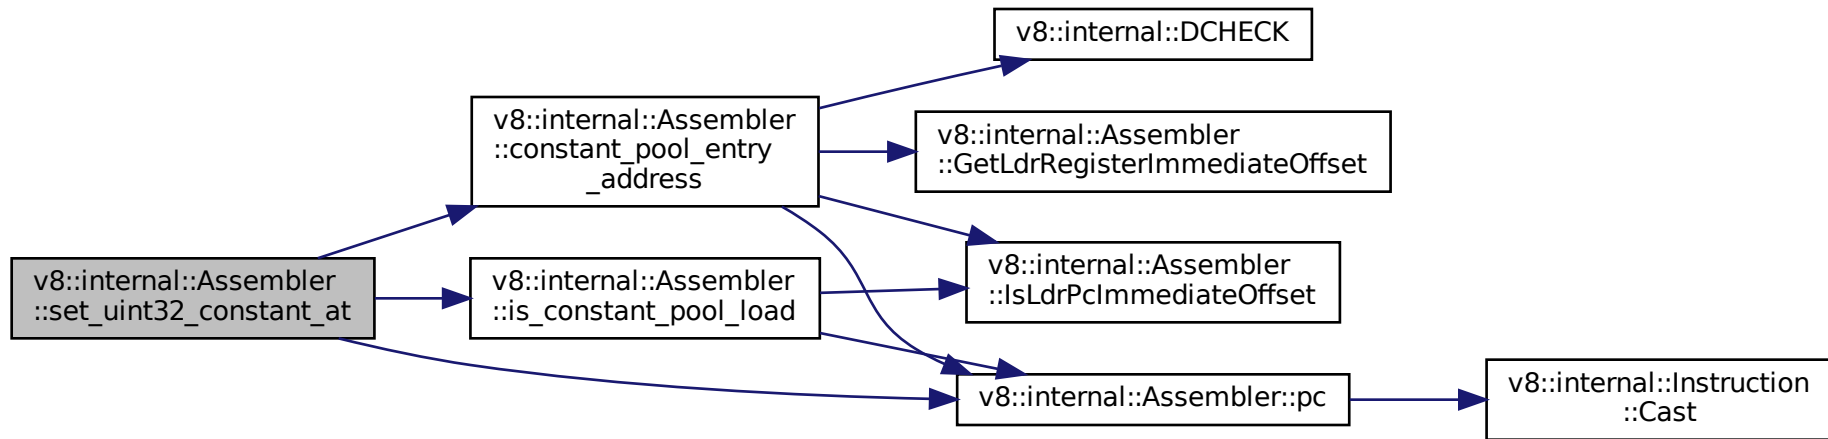 v8::internal::DCHECK
v8::internal::Assembler
::constant_pool_entry
_address
v8::internal::Assembler
::GetLdrRegisterImmediateOffset
v8::internal::Assembler
::set_uint32_constant_at
v8::internal::Assembler
::is_constant_pool_load
v8::internal::Assembler
::IsLdrPcImmediateOffset
v8::internal::Assembler::pc
v8::internal::Instruction
::Cast